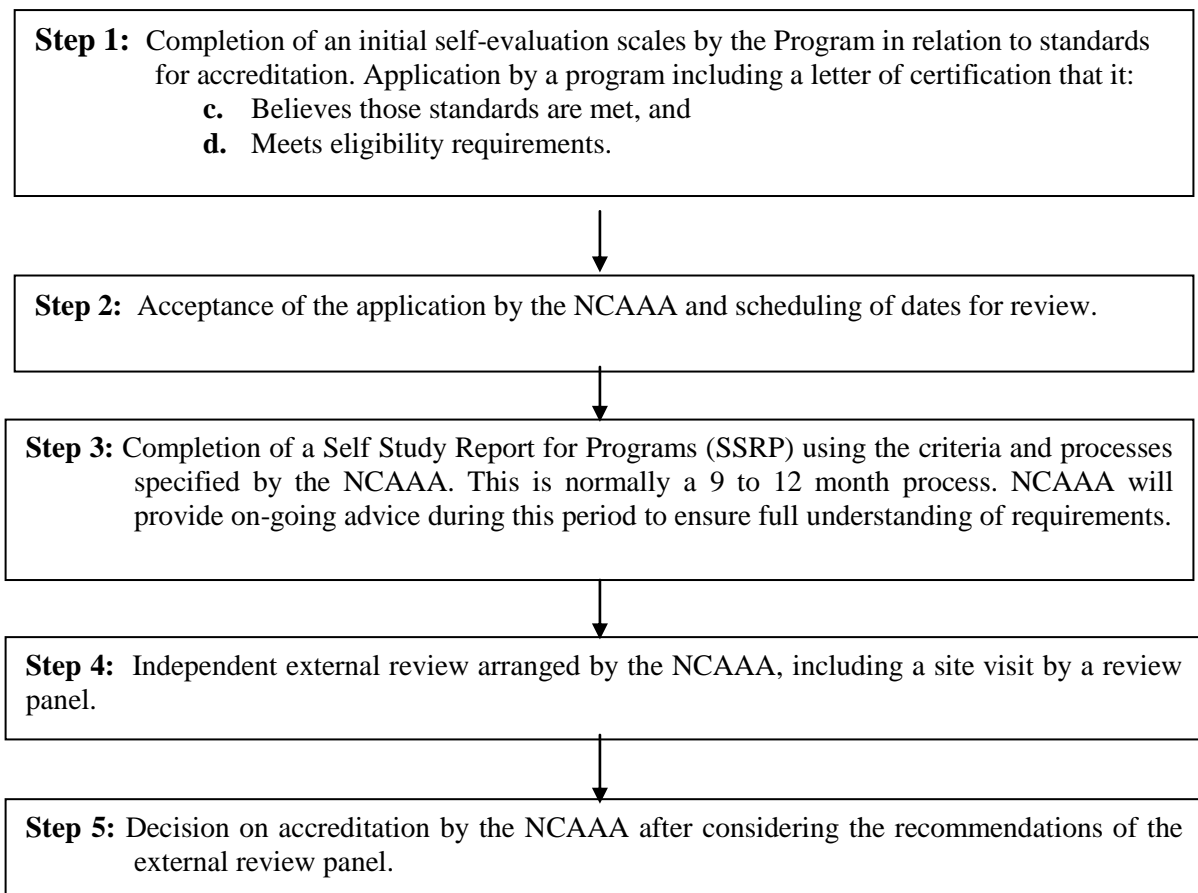 Step 1: Completion of an initial self-evaluation scales by the Program in relation to standards
for accreditation. Application by a program including a letter of certification that it:
c. Believes those standards are met, and
d. Meets eligibility requirements.
Step 2: Acceptance of the application by the NCAAA and scheduling of dates for review.
Step 3: Completion of a Self Study Report for Programs (SSRP) using the criteria and processes
specified by the NCAAA. This is normally a 9 to 12 month process. NCAAA will
provide on-going advice during this period to ensure full understanding of requirements.
Step 4: Independent external review arranged by the NCAAA, including a site visit by a review
panel.
Step 5: Decision on accreditation by the NCAAA after considering the recommendations of the
external review panel.